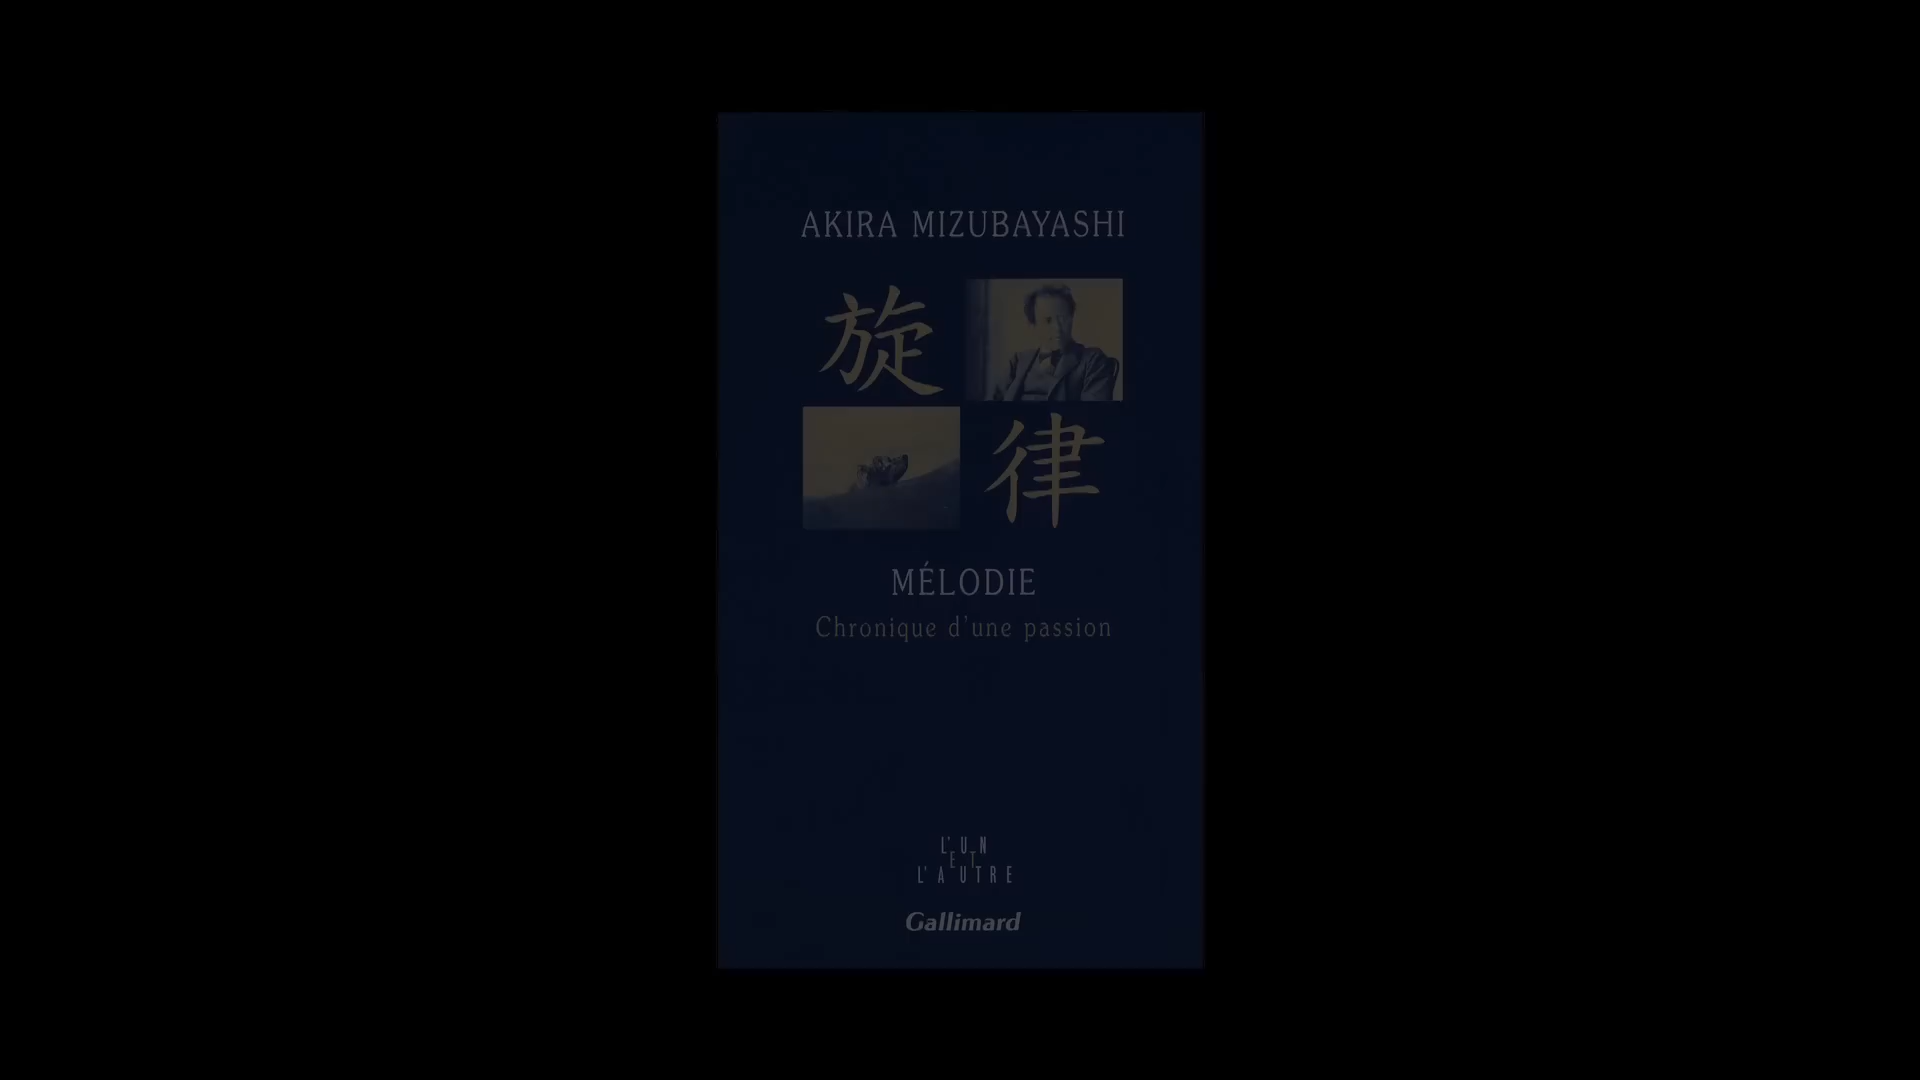 AKIRA MIZUBAYASHI
旋
律
MÉLODIE
Chronique d'une passion
L'UN
ET
L'AUTRE
Gallimard